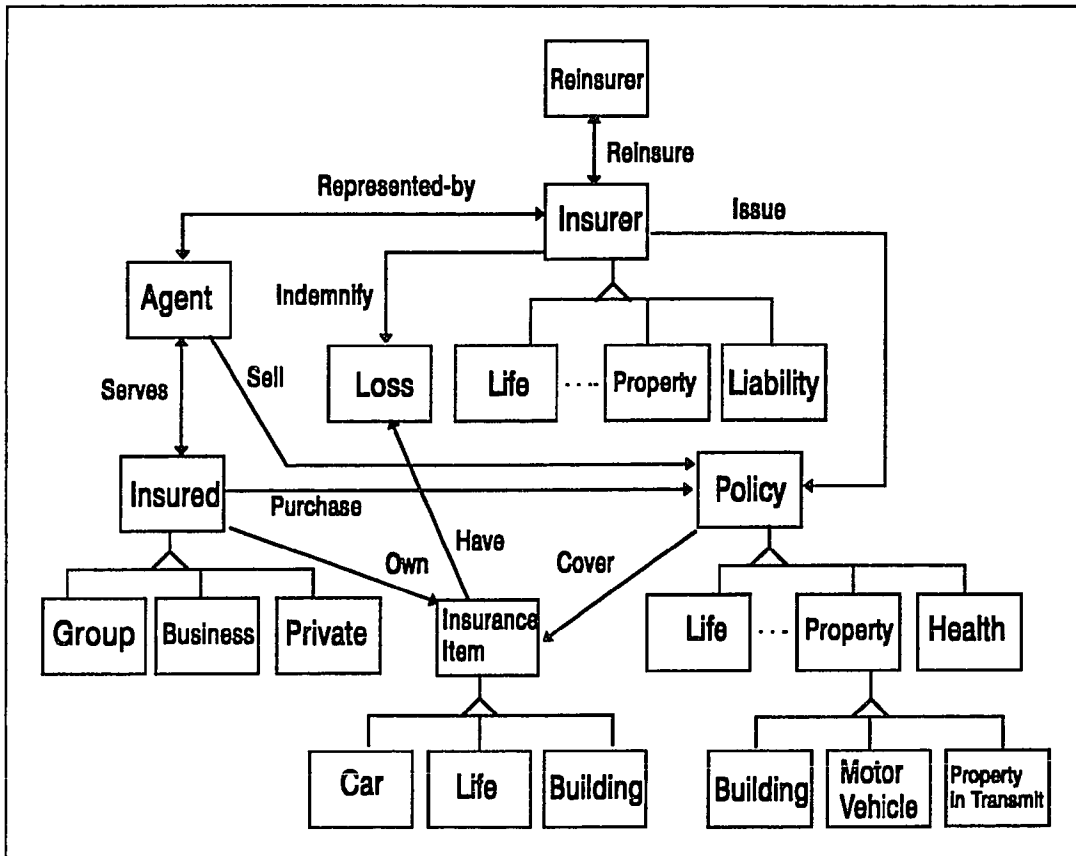 Reinsurer
Reinsure
Represented-by
Insurer
Issue
Agent
Indemnify
Serves
Sell
Loss
Life
....
Property
Liability
Insured
Purchase
Policy
Own
Have
Cover
Group
Business
Private
Insurance
Item
Life
....
Property
Health
Car
Life
Building
Building
Motor
Vehicle
Property
in Transmit